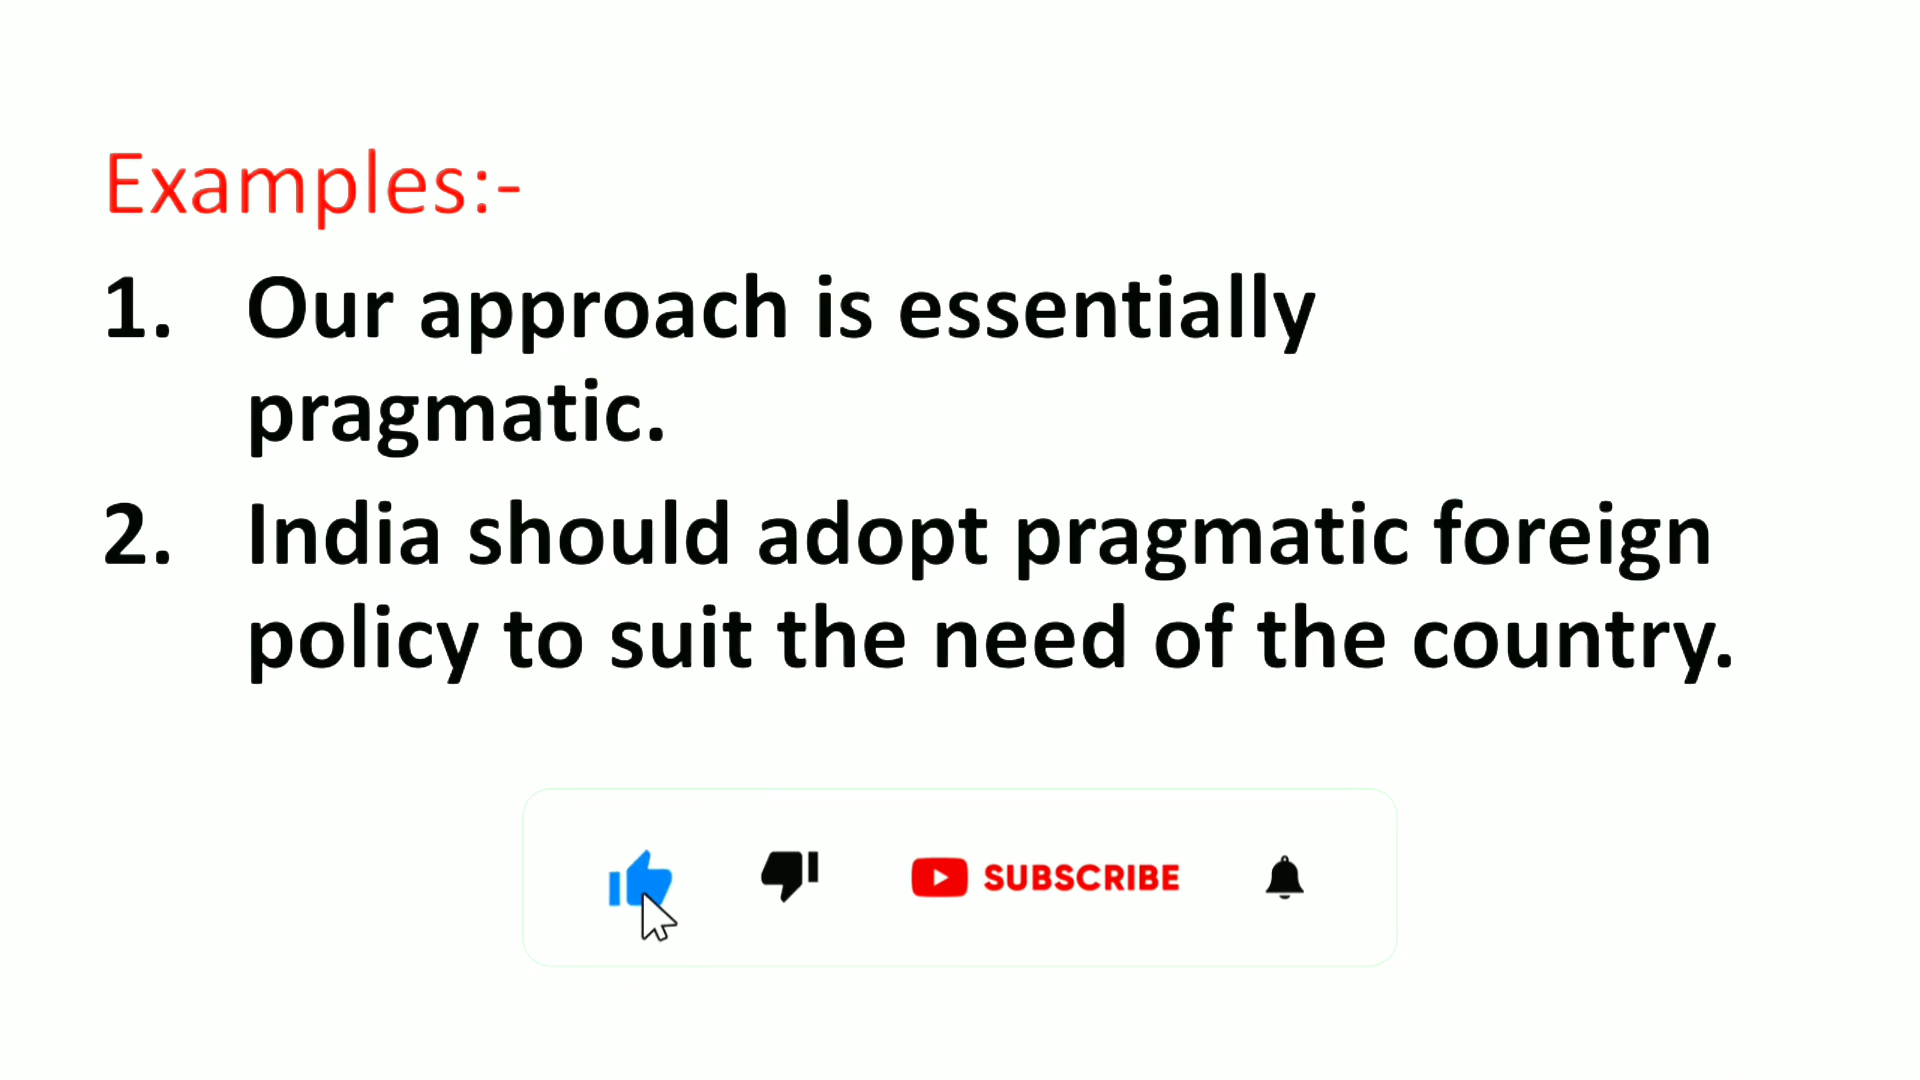 Examples:-
1. Our approach is essentially
pragmatic.
2. India should adopt pragmatic foreign
policy to suit the need of the country.
SUBSCRIBE